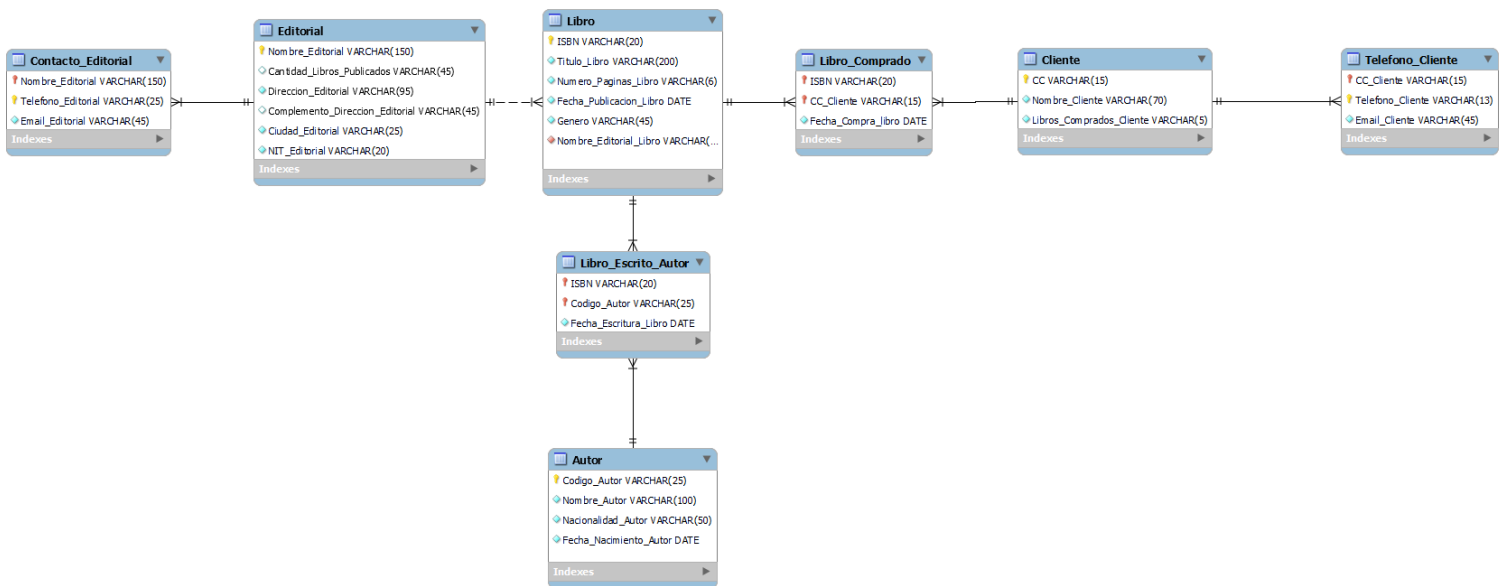 Contacto_Editorial
Nombre_Editorial VARCHAR(150)
Telefono_Editorial VARCHAR(25)
Email_Editorial VARCHAR(45)
Indexes
Editorial
Nombre_Editorial VARCHAR(150)
Cantidad_Libros_Publicados VARCHAR(45)
Direccion_Editorial VARCHAR(95)
Complemento_Direccion_Editorial VARCHAR(45)
Ciudad_Editorial VARCHAR(25)
NIT_Editorial VARCHAR(20)
Indexes
Libro
ISBN VARCHAR(20)
Titulo_Libro VARCHAR(200)
Numero_Paginas_Libro VARCHAR(6)
Fecha_Publicacion_Libro DATE
Genero VARCHAR(45)
Nombre_Editorial_Libro VARCHAR(...
Indexes
Libro_Comprado
ISBN VARCHAR(20)
CC_Cliente VARCHAR(15)
Fecha_Compra_libro DATE
Indexes
Cliente
CC VARCHAR(15)
Nombre_Cliente VARCHAR(70)
Libros_Comprados_Cliente VARCHAR(5)
Indexes
Telefono_Cliente
CC_Cliente VARCHAR(15)
Telefono_Cliente VARCHAR(13)
Email_Cliente VARCHAR(45)
Indexes
Libro_Escrito_Autor
ISBN VARCHAR(20)
Codigo_Autor VARCHAR(25)
Fecha_Escritura_Libro DATE
Indexes
Autor
Codigo_Autor VARCHAR(25)
Nombre_Autor VARCHAR(100)
Nacionalidad_Autor VARCHAR(50)
Fecha_Nacimiento_Autor DATE
Indexes